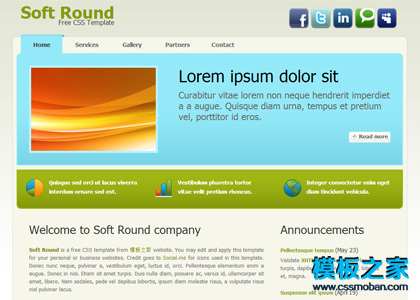 Soft Round
Free CSS Template
Home Services Gallery Partners Contact
Lorem ipsum dolor sit
Curabitur vitae lorem non neque hendrerit imperdiet
a a augue. Quisque diam urna, tempus et pretium
vel, porttitor id eros.
Read more
Quisque sed orci ut lacus viverra
interdum ornare sed est.
Vestibulum pharetra tortor
vitae velit pretium rhoncus.
Integer consectetur enim eget
diam tincidunt vehicula.
Welcome to Soft Round company
Soft Round is a free CSS template from 模板之家 website. You may edit and apply this template
for your personal or business websites. Credit goes to Social.me for icons used in this template.
Donec nunc neque, pulvinar a, vestibulum eget, luctus id, orci. Pellentesque elementum enim a
augue. Donec in nisi. Etiam sit amet turpis. Duis nulla diam, posuere ac, varius id, ullamcorper sit
amet, libero. Nam sodales, pede vel dapibus lobortis, ipsum diam molestie risus, a vulputate risus
nisl pulvinar lacus.
Announcements
Pellentesque tempus (May 23)
Validate XHTML
turpis,
dapibus
et,
Suspense elit ipsum (April 19)
模板之家
www.cssmoban.com